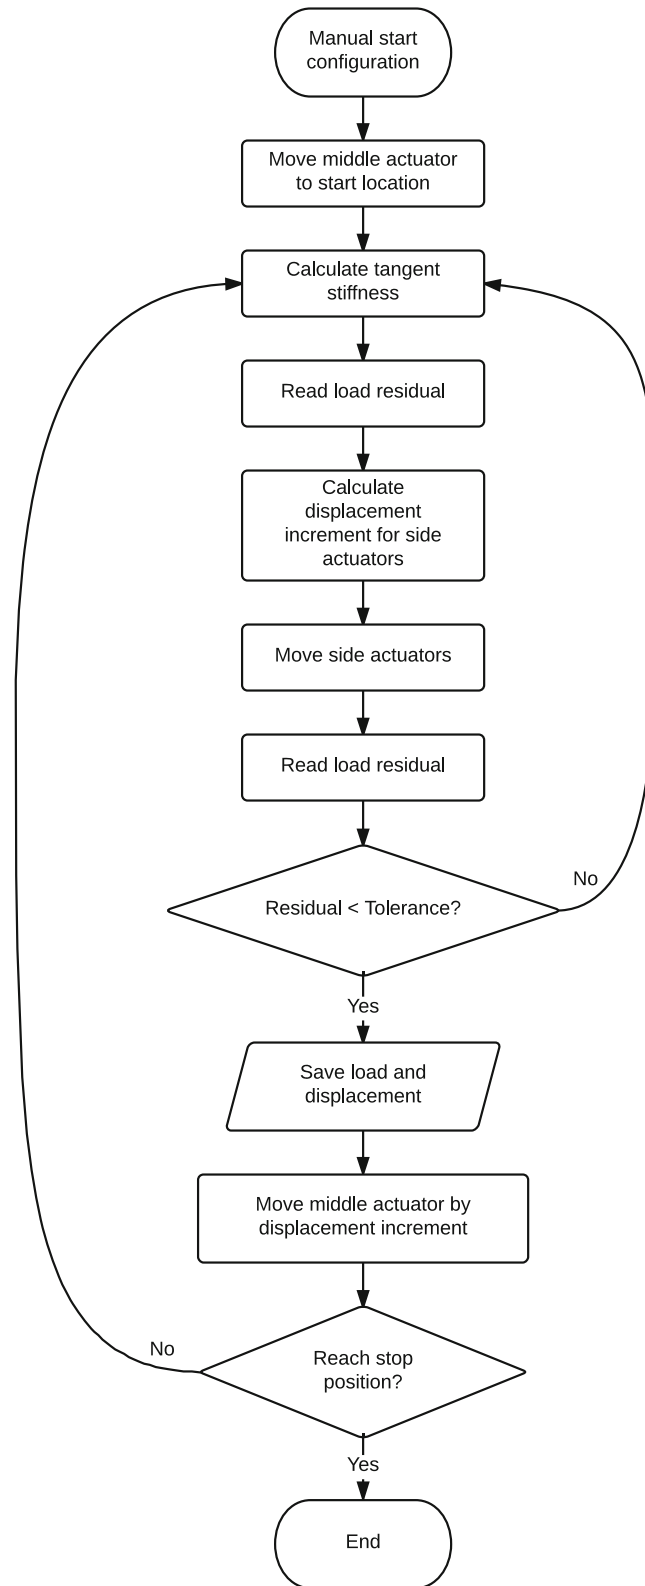 Manual start
configuration
Move middle actuator
to start location
Calculate tangent
stiffness
Read load residual
Calculate
displacement
increment for side
actuators
Move side actuators
Read load residual
Residual < Tolerance?
No
Yes
Save load and
displacement
Move middle actuator by
displacement increment
Reach stop
position?
No
Yes
End